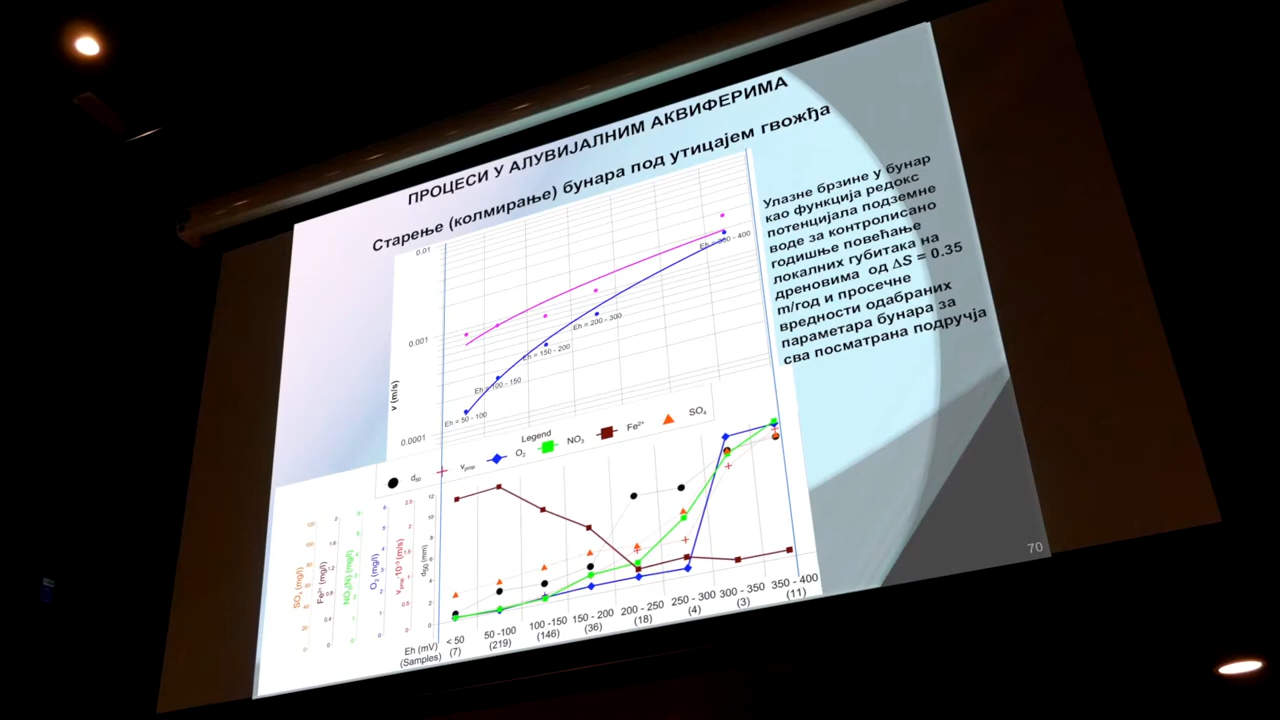 ПРОЦЕСИ У АЛУВИЈАЛНИМ АКВИФЕРИМА
Старење (колмирање) бунара под утицајем гвожђа
Улазне брзине у бунар
као функција редокс
потенцијала подземне
воде за контролисано
годишње повећање
локалних губитака на
дреновима од ΔS = 0.35
m/год и просечне
вредности одабраних
параметара бунара за
сва посматрана подручја
0.01
0.001
0.0001
v (m/s)
Eh = 300 - 400
Eh = 200 - 300
Eh = 150 - 200
Eh = 100 - 150
Eh = 50 - 100
Legend
d₅₀
vₚᵣₒₚ
O₂
NO₃
Fe²⁺
SO₄
SO₄ (mg/l)
Fe²⁺ (mg/l)
NO₃(N) (mg/l)
O₂ (mg/l)
vₚᵣₒₚ 10⁻³ (m/s)
d₅₀ (mm)
Eh (mV) < 50 50 -100 100 -150 150 - 200 200 - 250 250 - 300 300 - 350 350 - 400
(Samples) (7) (219) (146) (36) (18) (4) (3) (11)
70